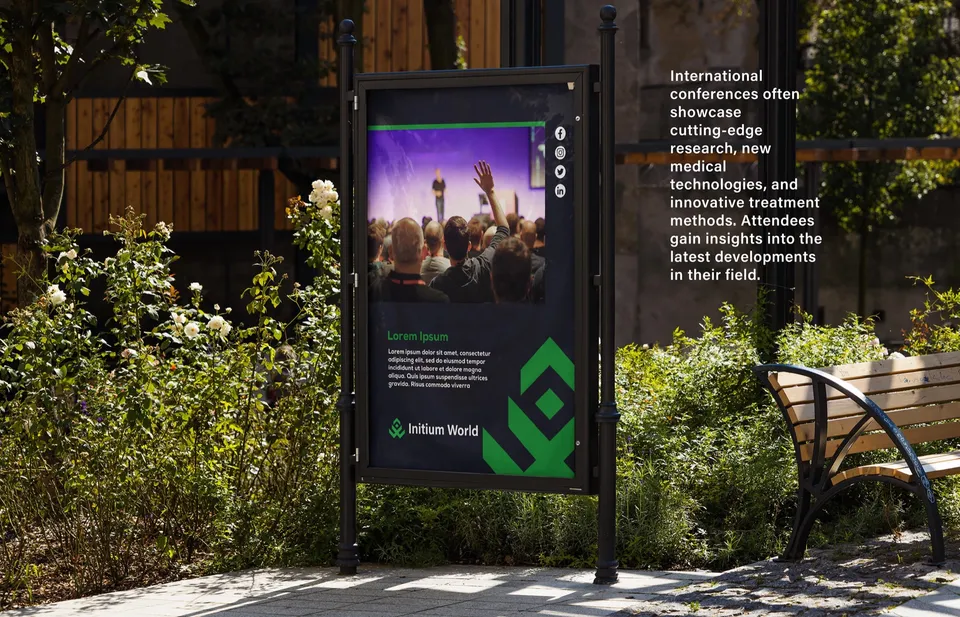 International
conferences often
showcase
cutting-edge
research, new
medical
technologies, and
innovative treatment
methods. Attendees
gain insights into the
latest developments
in their field.
Lorem Ipsum
Lorem ipsum dolor sit amet, consectetur
adipiscing elit, sed do eiusmod tempor
incididunt ut labore et dolore magna
aliqua. Quis ipsum suspendisse ultrices
gravida. Risus commodo viverra
Initium World